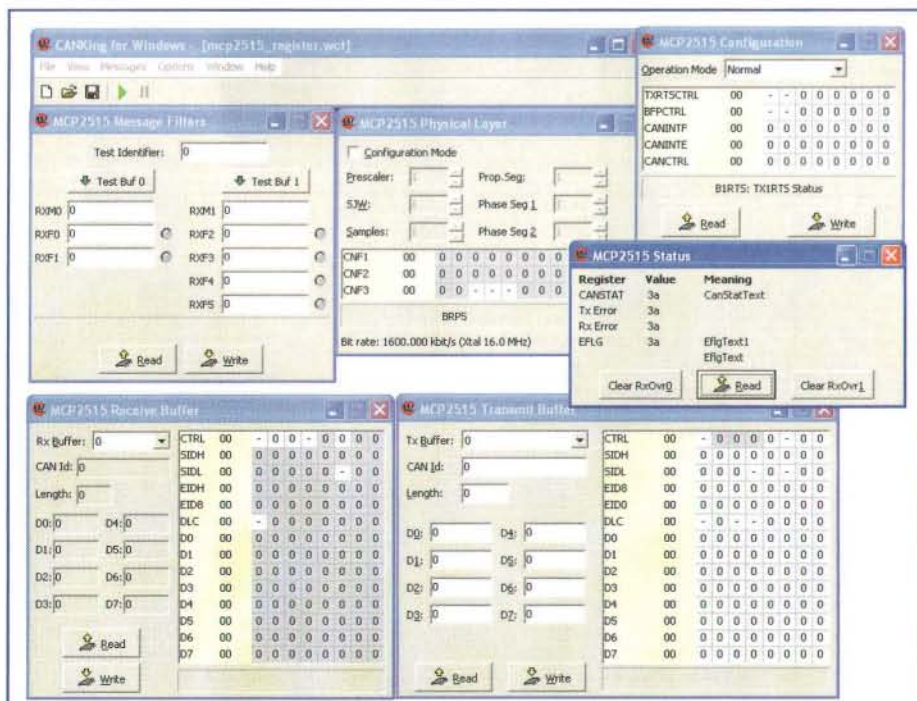 CANKing for Windows - [mcp2515_register.wct]
File View Messages Options Window Help
MCP2515 Message Filters
Test Identifier: 0
Test Buf 0 Test Buf 1
RXM0 0 RXM1 0
RXF0 0 RXF2 0
RXF1 0 RXF3 0
RXF4 0
RXF5 0
Read Write
MCP2515 Physical Layer
Configuration Mode
Prescaler: Prop.Seg:
SJW: Phase Seg 1
Samples: Phase Seg 2
CNF1 00 0 0 0 0 0 0 0 0
CNF2 00 0 0 0 0 0 0 0 0
CNF3 00 0 0 - - - 0 0 0
BRP5
Bit rate: 1600.000 kbit/s (Xtal 16.0 MHz)
MCP2515 Configuration
Operation Mode Normal
TXRTSCTRL 00 - - 0 0 0 0 0 0
BFPCTRL 00 - - 0 0 0 0 0 0
CANINTF 00 0 0 0 0 0 0 0 0
CANINTE 00 0 0 0 0 0 0 0 0
CANCTRL 00 0 0 0 0 0 0 0 0
B1RTS: TX1RTS Status
Read Write
MCP2515 Status
Register Value Meaning
CANSTAT 3a CanStatText
Tx Error 3a
Rx Error 3a
EFLG 3a EflgText1
EflgText
Clear RxOvr0 Read Clear RxOvr1
MCP2515 Receive Buffer
Rx Buffer: 0
CAN Id: 0
Length: 0
D0: 0 D4: 0
D1: 0 D5: 0
D2: 0 D6: 0
D3: 0 D7: 0
Read
Write
CTRL 00 - 0 0 - 0 0 0 0
SIDH 00 0 0 0 0 0 0 0 0
SIDL 00 0 0 0 0 0 - 0 0
EIDH 00 0 0 0 0 0 0 0 0
EID8 00 0 0 0 0 0 0 0 0
DLC 00 - 0 0 0 0 0 0 0
D0 00 0 0 0 0 0 0 0 0
D1 00 0 0 0 0 0 0 0 0
D2 00 0 0 0 0 0 0 0 0
D3 00 0 0 0 0 0 0 0 0
D4 00 0 0 0 0 0 0 0 0
D5 00 0 0 0 0 0 0 0 0
D6 00 0 0 0 0 0 0 0 0
D7 00 0 0 0 0 0 0 0 0
MCP2515 Transmit Buffer
Tx Buffer: 0
CAN Id: 0
Length: 0
D0: 0 D4: 0
D1: 0 D5: 0
D2: 0 D6: 0
D3: 0 D7: 0
Read Write
CTRL 00 - 0 0 0 0 - 0 0
SIDH 00 0 0 0 0 0 0 0 0
SIDL 00 0 0 0 - 0 - 0 0
EID8 00 0 0 0 0 0 0 0 0
EID0 00 0 0 0 0 0 0 0 0
DLC 00 - 0 - - 0 0 0 0
D0 00 0 0 0 0 0 0 0 0
D1 00 0 0 0 0 0 0 0 0
D2 00 0 0 0 0 0 0 0 0
D3 00 0 0 0 0 0 0 0 0
D4 00 0 0 0 0 0 0 0 0
D5 00 0 0 0 0 0 0 0 0
D6 00 0 0 0 0 0 0 0 0
D7 00 0 0 0 0 0 0 0 0